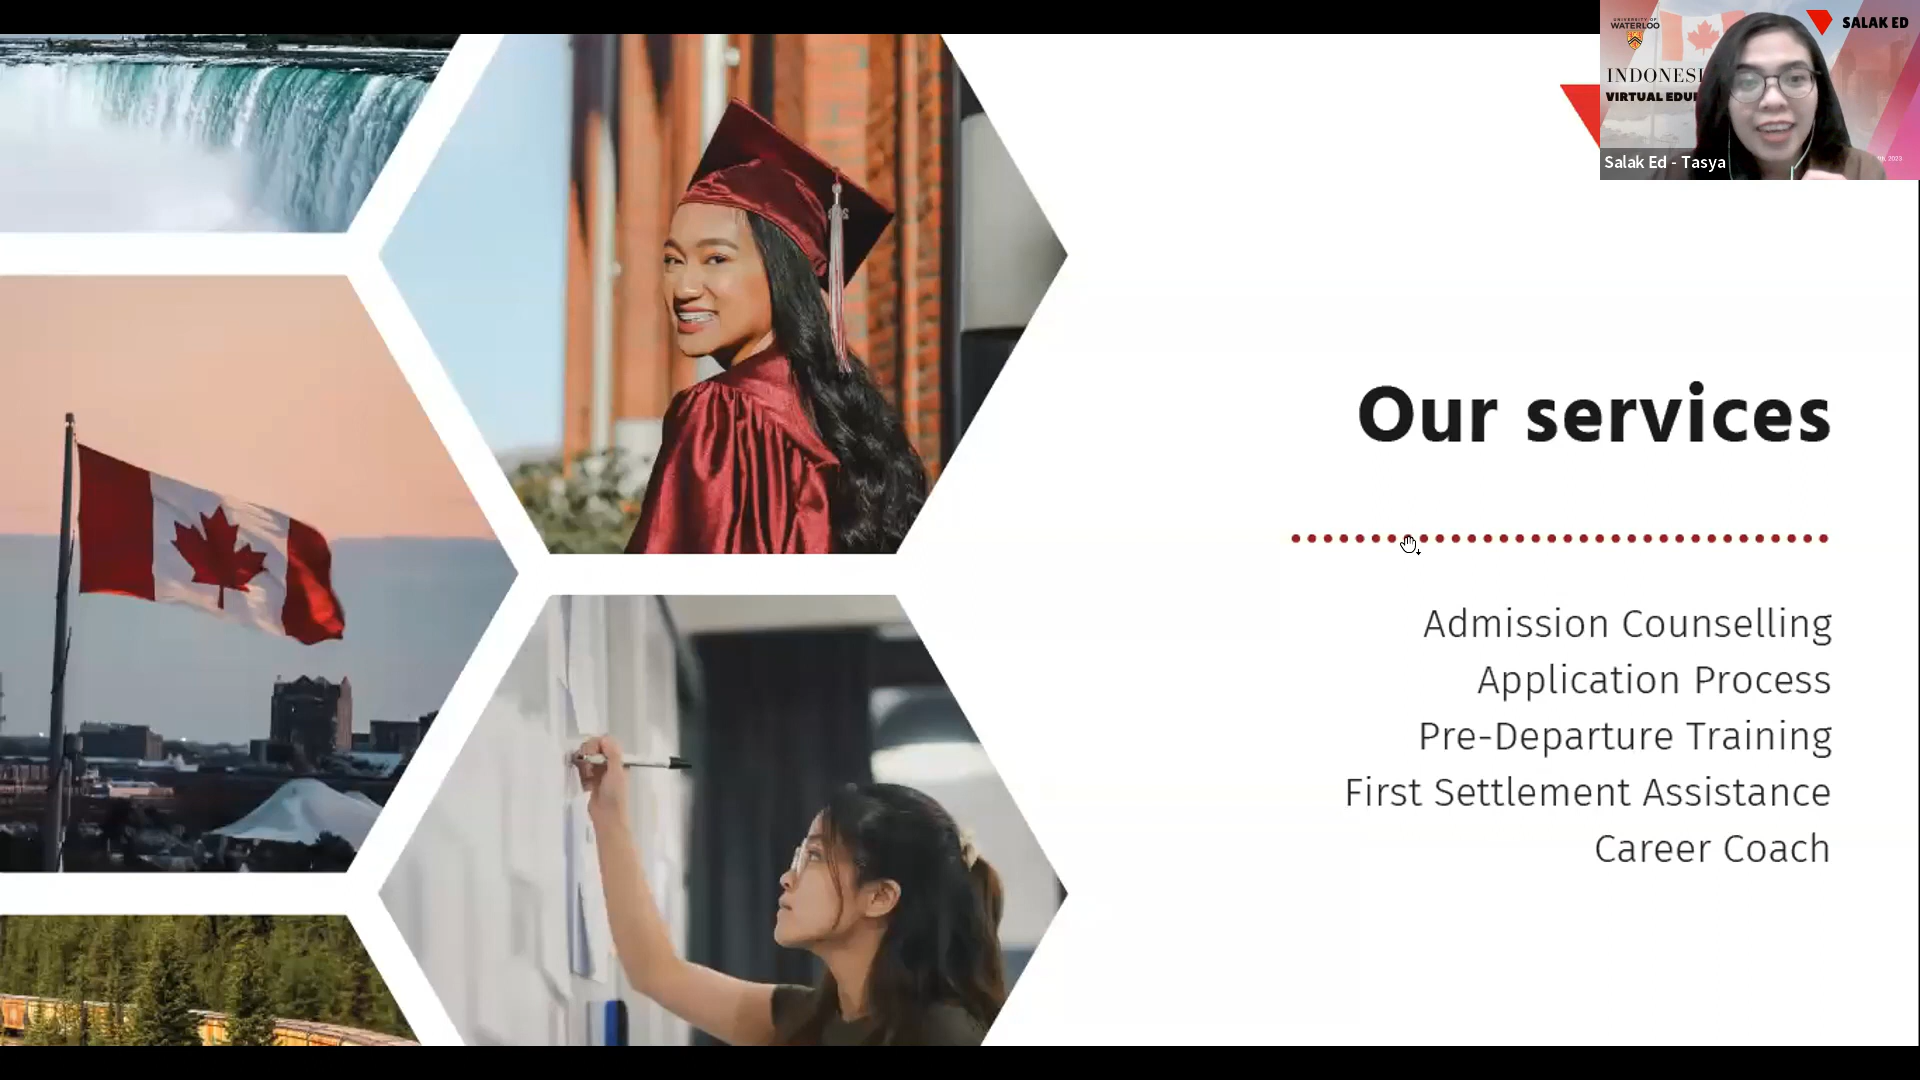 UNIVERSITY OF
WATERLOO
SALAK ED
INDONESI
VIRTUAL EDU
Salak Ed - Tasya
2023
Our services
Admission Counselling
Application Process
Pre-Departure Training
First Settlement Assistance
Career Coach